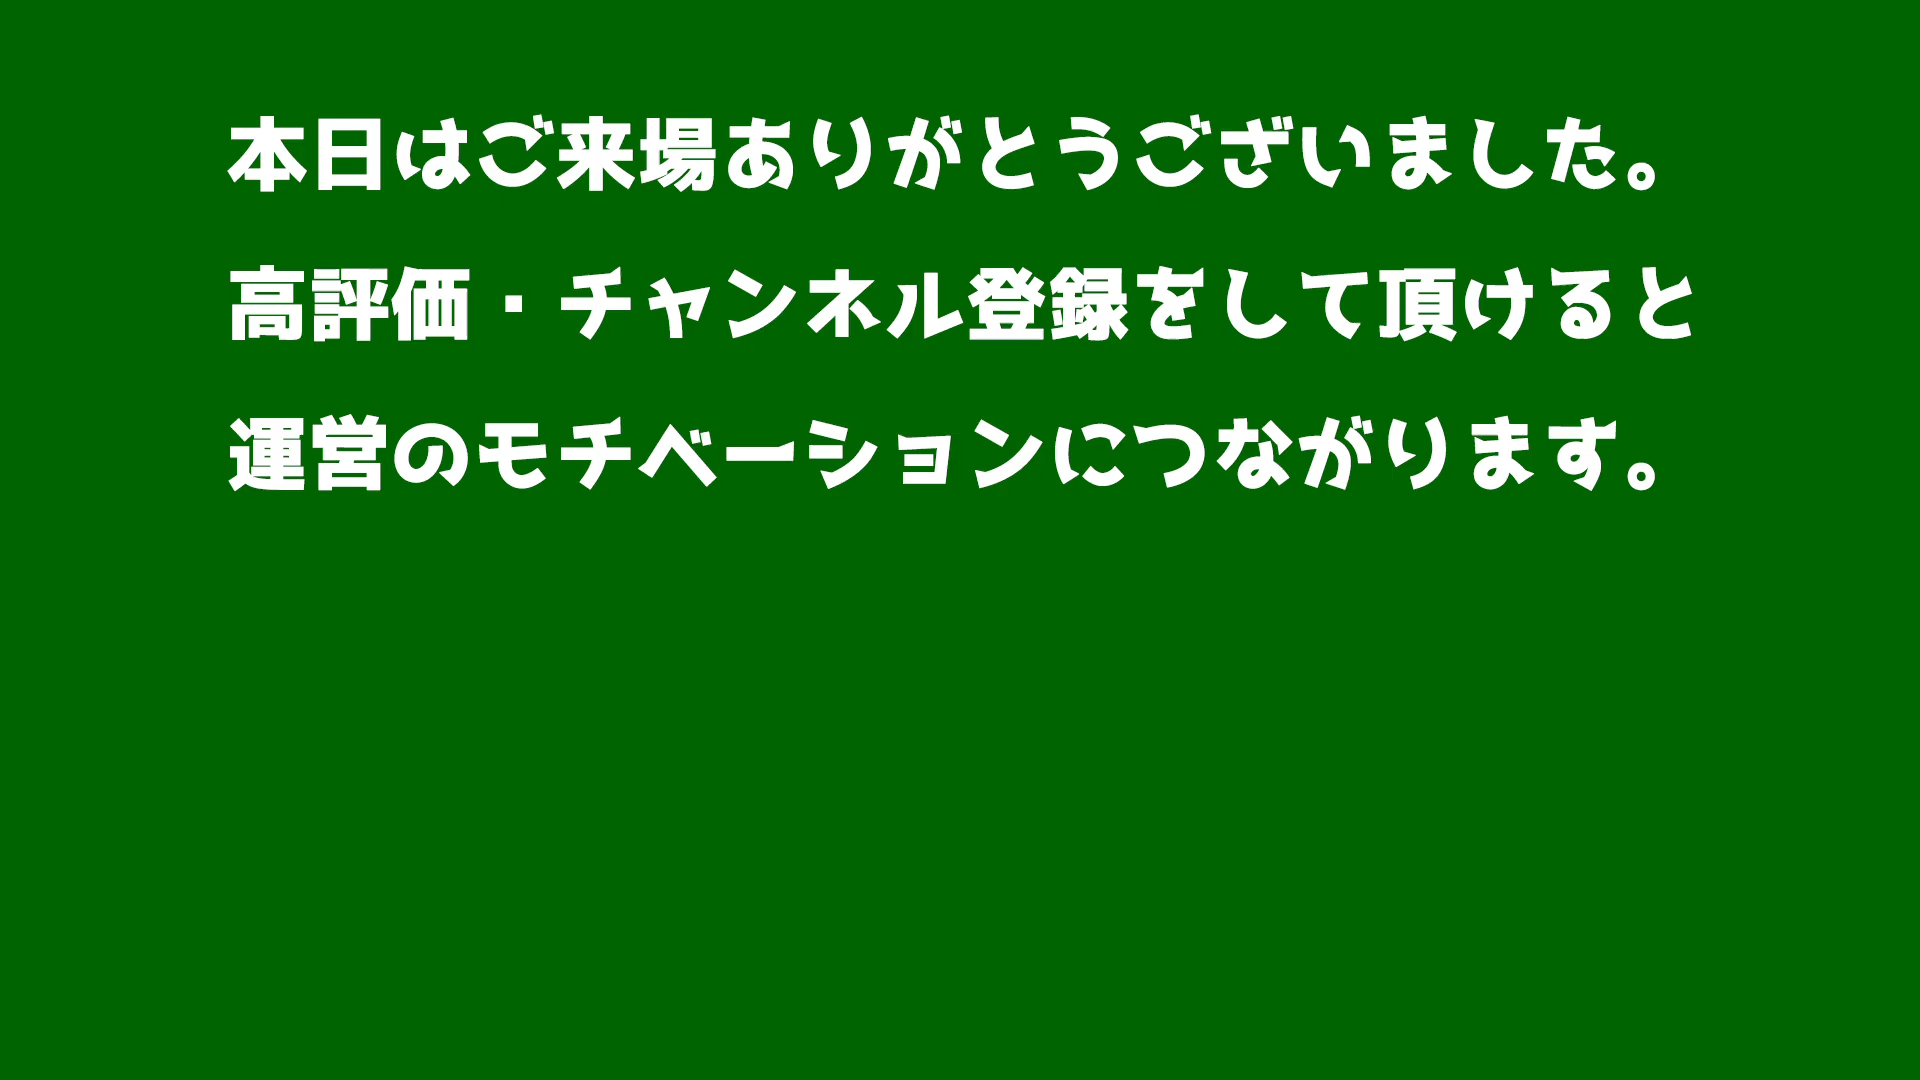 本日はご来場ありがとうございました。
高評価・チャンネル登録をして頂けると
運営のモチベーションにつながります。